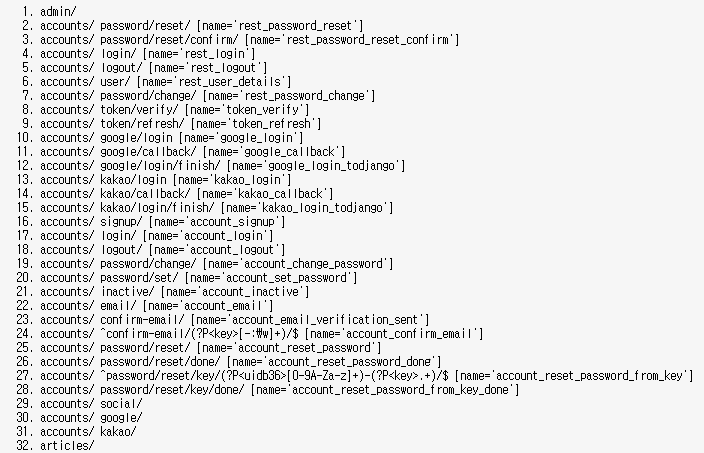 1. admin/
2. accounts/ password/reset/ [name='rest_password_reset']
3. accounts/ password/reset/confirm/ [name='rest_password_reset_confirm']
4. accounts/ login/ [name='rest_login']
5. accounts/ logout/ [name='rest_logout']
6. accounts/ user/ [name='rest_user_details']
7. accounts/ password/change/ [name='rest_password_change']
8. accounts/ token/verify/ [name='token_verify']
9. accounts/ token/refresh/ [name='token_refresh']
10. accounts/ google/login [name='google_login']
11. accounts/ google/callback/ [name='google_callback']
12. accounts/ google/login/finish/ [name='google_login_todjango']
13. accounts/ kakao/login [name='kakao_login']
14. accounts/ kakao/callback/ [name='kakao_callback']
15. accounts/ kakao/login/finish/ [name='kakao_login_todjango']
16. accounts/ signup/ [name='account_signup']
17. accounts/ login/ [name='account_login']
18. accounts/ logout/ [name='account_logout']
19. accounts/ password/change/ [name='account_change_password']
20. accounts/ password/set/ [name='account_set_password']
21. accounts/ inactive/ [name='account_inactive']
22. accounts/ email/ [name='account_email']
23. accounts/ confirm-email/ [name='account_email_verification_sent']
24. accounts/ ^confirm-email/(?P<key>[-:₩w]+)/$ [name='account_confirm_email']
25. accounts/ password/reset/ [name='account_reset_password']
26. accounts/ password/reset/done/ [name='account_reset_password_done']
27. accounts/ ^password/reset/key/(?P<uidb36>[0-9A-Za-z]+)-(?P<key>.+)/$ [name='account_reset_password_from_key']
28. accounts/ password/reset/key/done/ [name='account_reset_password_from_key_done']
29. accounts/ social/
30. accounts/ google/
31. accounts/ kakao/
32. articles/